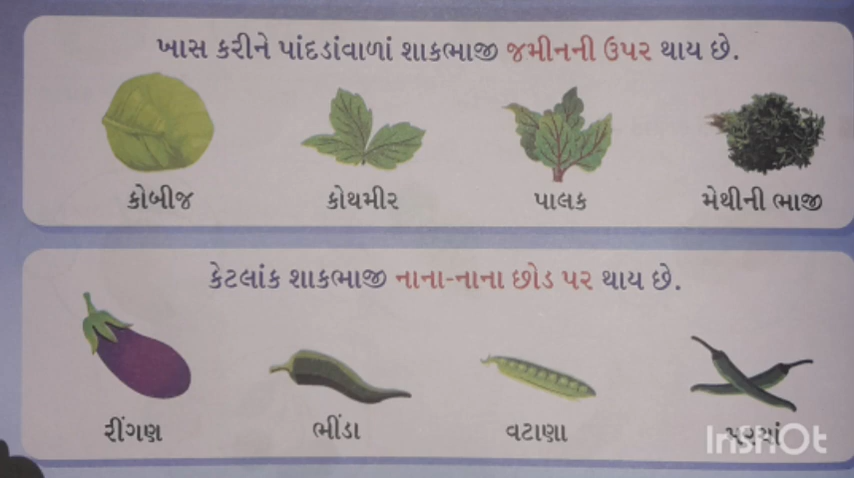 ખાસ કરીને પાંદડાંવાળાં શાકભાજી જમીનની ઉપર થાય છે.
કોબીજ કોથમીર પાલક મેથીની ભાજી
કેટલાંક શાકભાજી નાના-નાના છોડ પર થાય છે.
રીંગણ ભીંડા વટાણા
InShOt